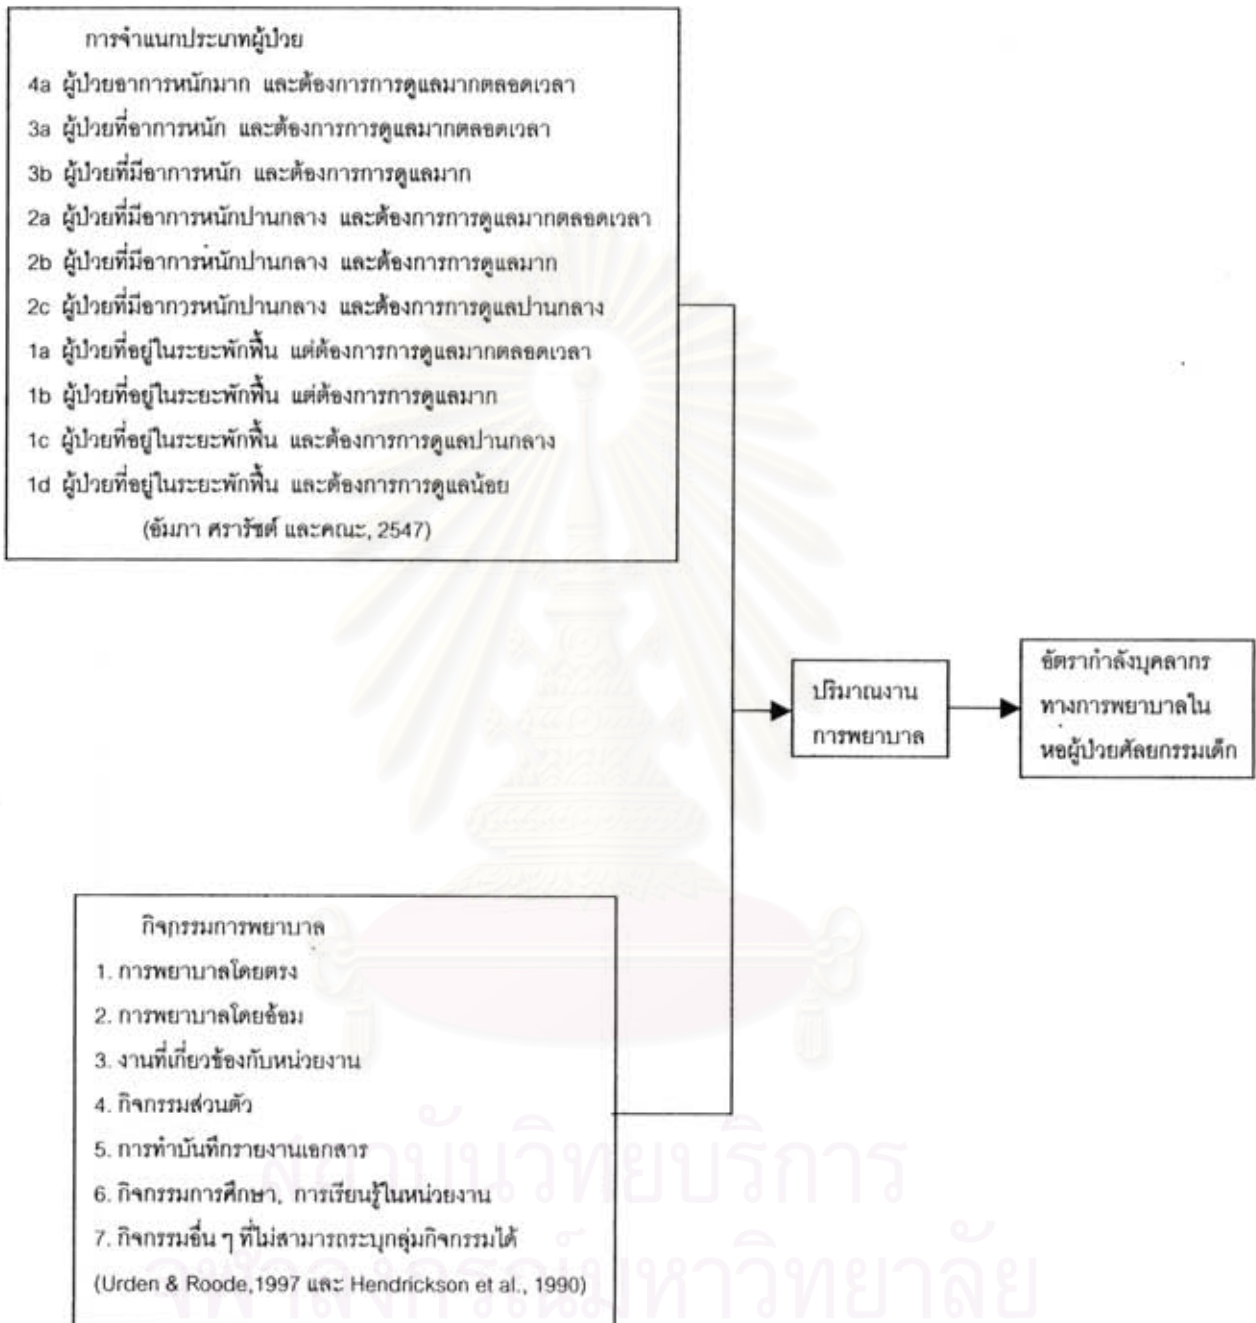 การจำแนกประเภทผู้ป่วย
4a ผู้ป่วยอาการหนักมาก และต้องการการดูแลมากตลอดเวลา
3a ผู้ป่วยที่อาการหนัก และต้องการการดูแลมากตลอดเวลา
3b ผู้ป่วยที่มีอาการหนัก และต้องการการดูแลมาก
2a ผู้ป่วยที่มีอาการหนักปานกลาง และต้องการการดูแลมากตลอดเวลา
2b ผู้ป่วยที่มีอาการหนักปานกลาง และต้องการการดูแลมาก
2c ผู้ป่วยที่มีอาการหนักปานกลาง และต้องการการดูแลปานกลาง
1a ผู้ป่วยที่อยู่ในระยะพักฟื้น แต่ต้องการการดูแลมากตลอดเวลา
1b ผู้ป่วยที่อยู่ในระยะพักฟื้น แต่ต้องการการดูแลมาก
1c ผู้ป่วยที่อยู่ในระยะพักฟื้น และต้องการการดูแลปานกลาง
1d ผู้ป่วยที่อยู่ในระยะพักฟื้น และต้องการการดูแลน้อย
(อัมภา ศรารัชต์ และคณะ, 2547)
ปริมาณงาน
การพยาบาล
อัตรากำลังบุคลากร
ทางการพยาบาลใน
หอผู้ป่วยศัลยกรรมเด็ก
กิจกรรมการพยาบาล
1. การพยาบาลโดยตรง
2. การพยาบาลโดยอ้อม
3. งานที่เกี่ยวข้องกับหน่วยงาน
4. กิจกรรมส่วนตัว
5. การทำบันทึกรายงานเอกสาร
6. กิจกรรมการศึกษา, การเรียนรู้ในหน่วยงาน
7. กิจกรรมอื่น ๆ ที่ไม่สามารถระบุกลุ่มกิจกรรมได้
(Urden & Roode,1997 และ Hendrickson et al., 1990)
สถาบันวิทยบริการ
จุฬาลงกรณ์มหาวิทยาลัย